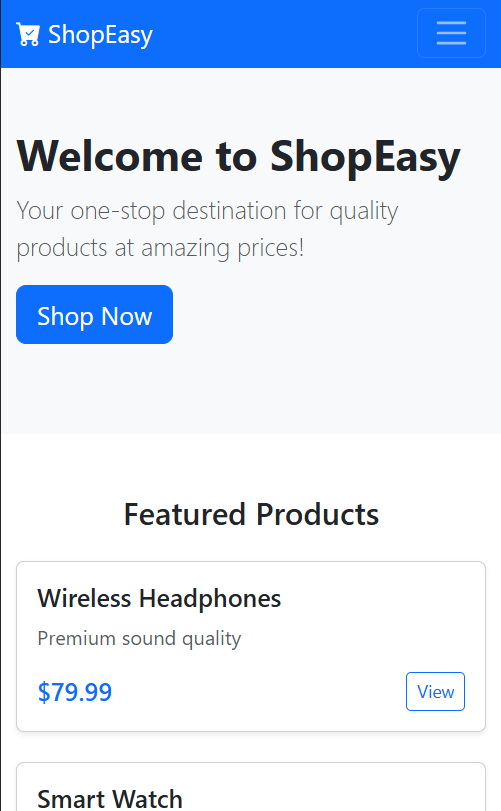 ShopEasy
Welcome to ShopEasy
Your one-stop destination for quality
products at amazing prices!
Shop Now
Featured Products
Wireless Headphones
Premium sound quality
$79.99
View
Smart Watch